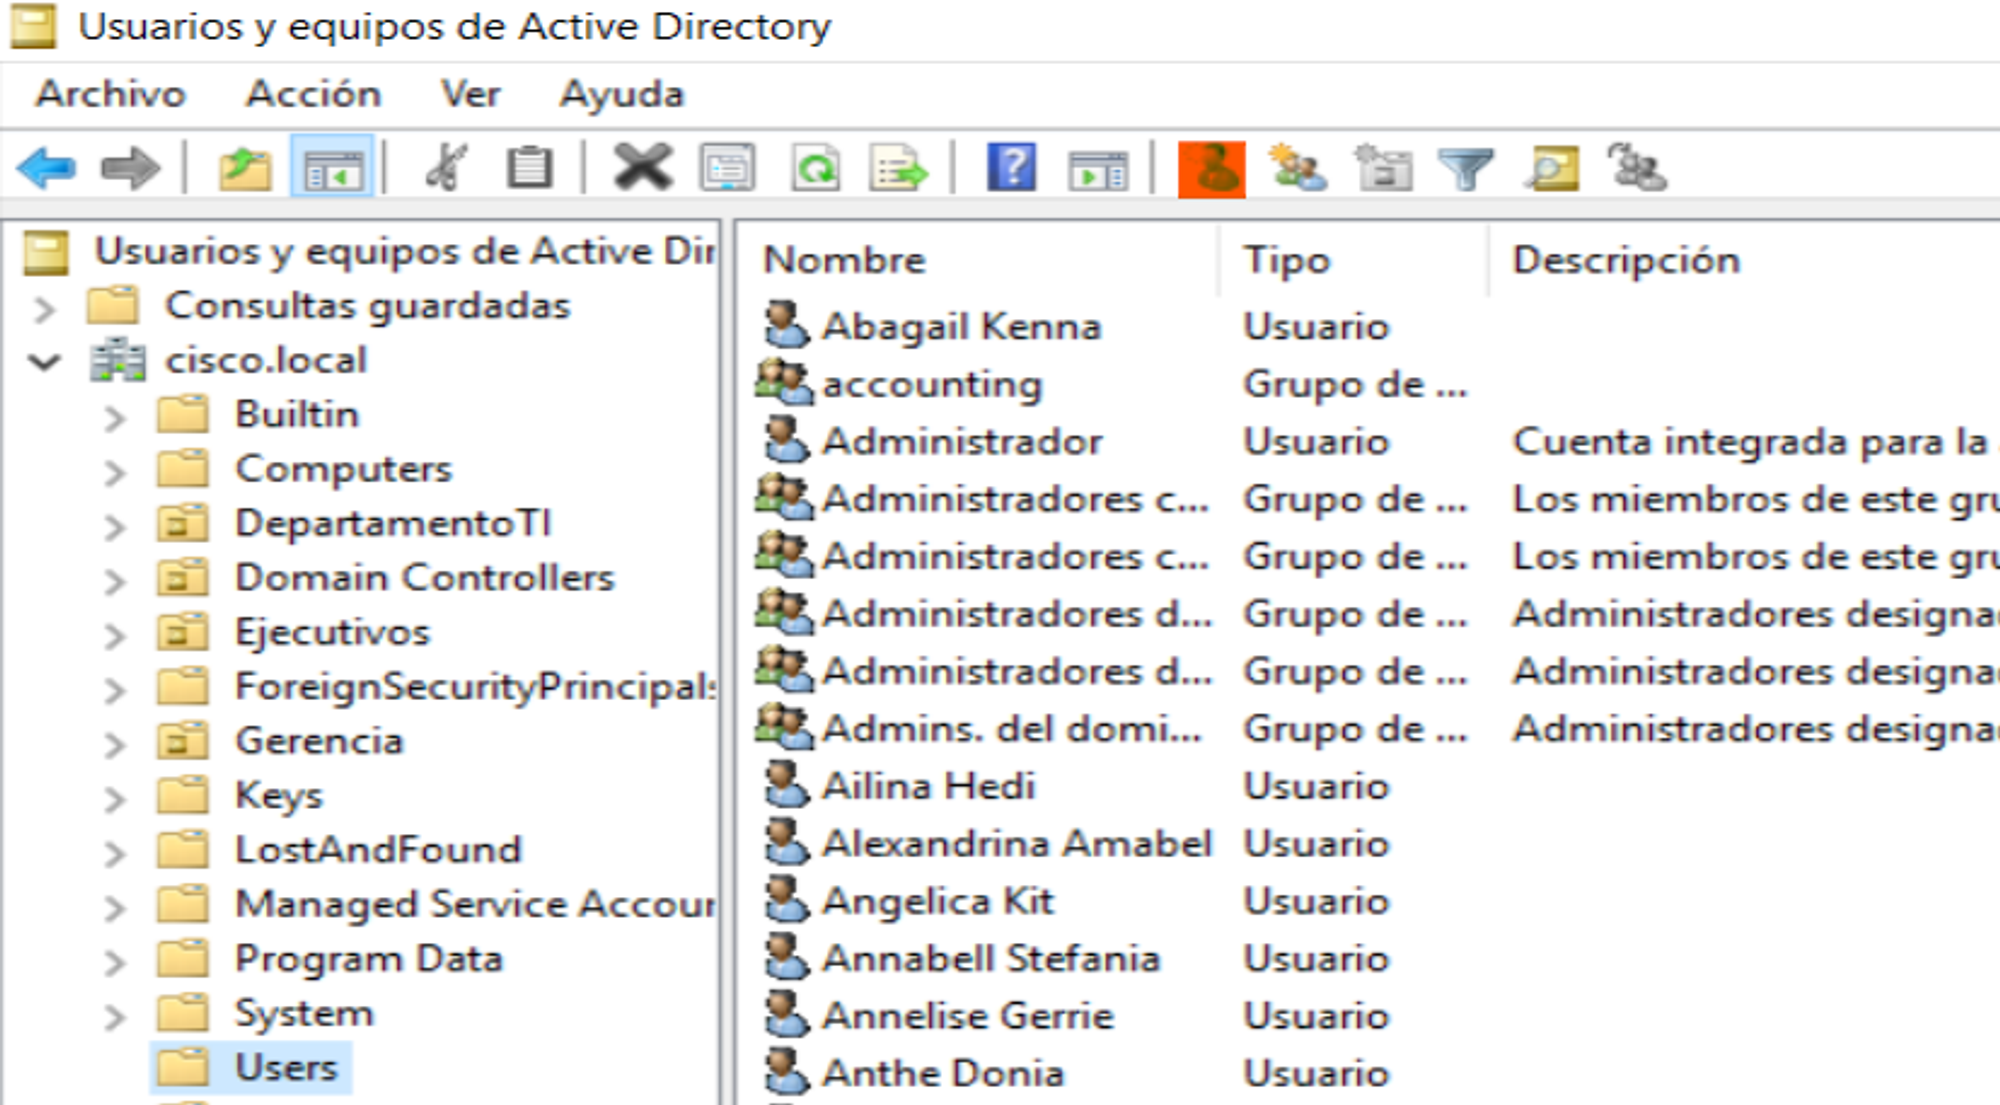 Usuarios y equipos de Active Directory
Archivo Acción Ver Ayuda
Usuarios y equipos de Active Dir
Consultas guardadas
cisco.local
Builtin
Computers
DepartamentoTI
Domain Controllers
Ejecutivos
ForeignSecurityPrincipals
Gerencia
Keys
LostAndFound
Managed Service Accour
Program Data
System
Users
Nombre Tipo Descripción
Abagail Kenna Usuario
accounting Grupo de ...
Administrador Usuario Cuenta integrada para la
Administradores c... Grupo de ... Los miembros de este gru
Administradores c... Grupo de ... Los miembros de este gru
Administradores d... Grupo de ... Administradores designad
Administradores d... Grupo de ... Administradores designad
Admins. del domi... Grupo de ... Administradores designad
Ailina Hedi Usuario
Alexandrina Amabel Usuario
Angelica Kit Usuario
Annabell Stefania Usuario
Annelise Gerrie Usuario
Anthe Donia Usuario